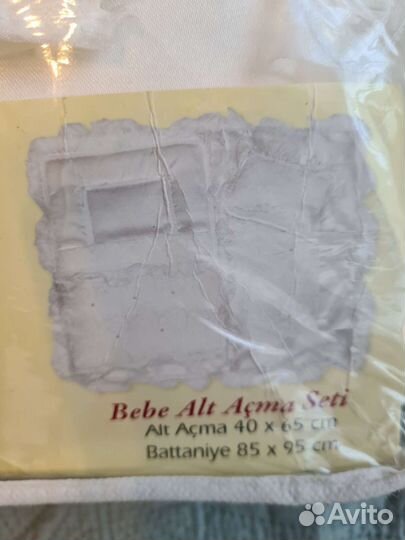 Bebe Alt Açma Seti
Alt Açma 40 x 65 cm
Battaniye 85 x 95 cm
Avito